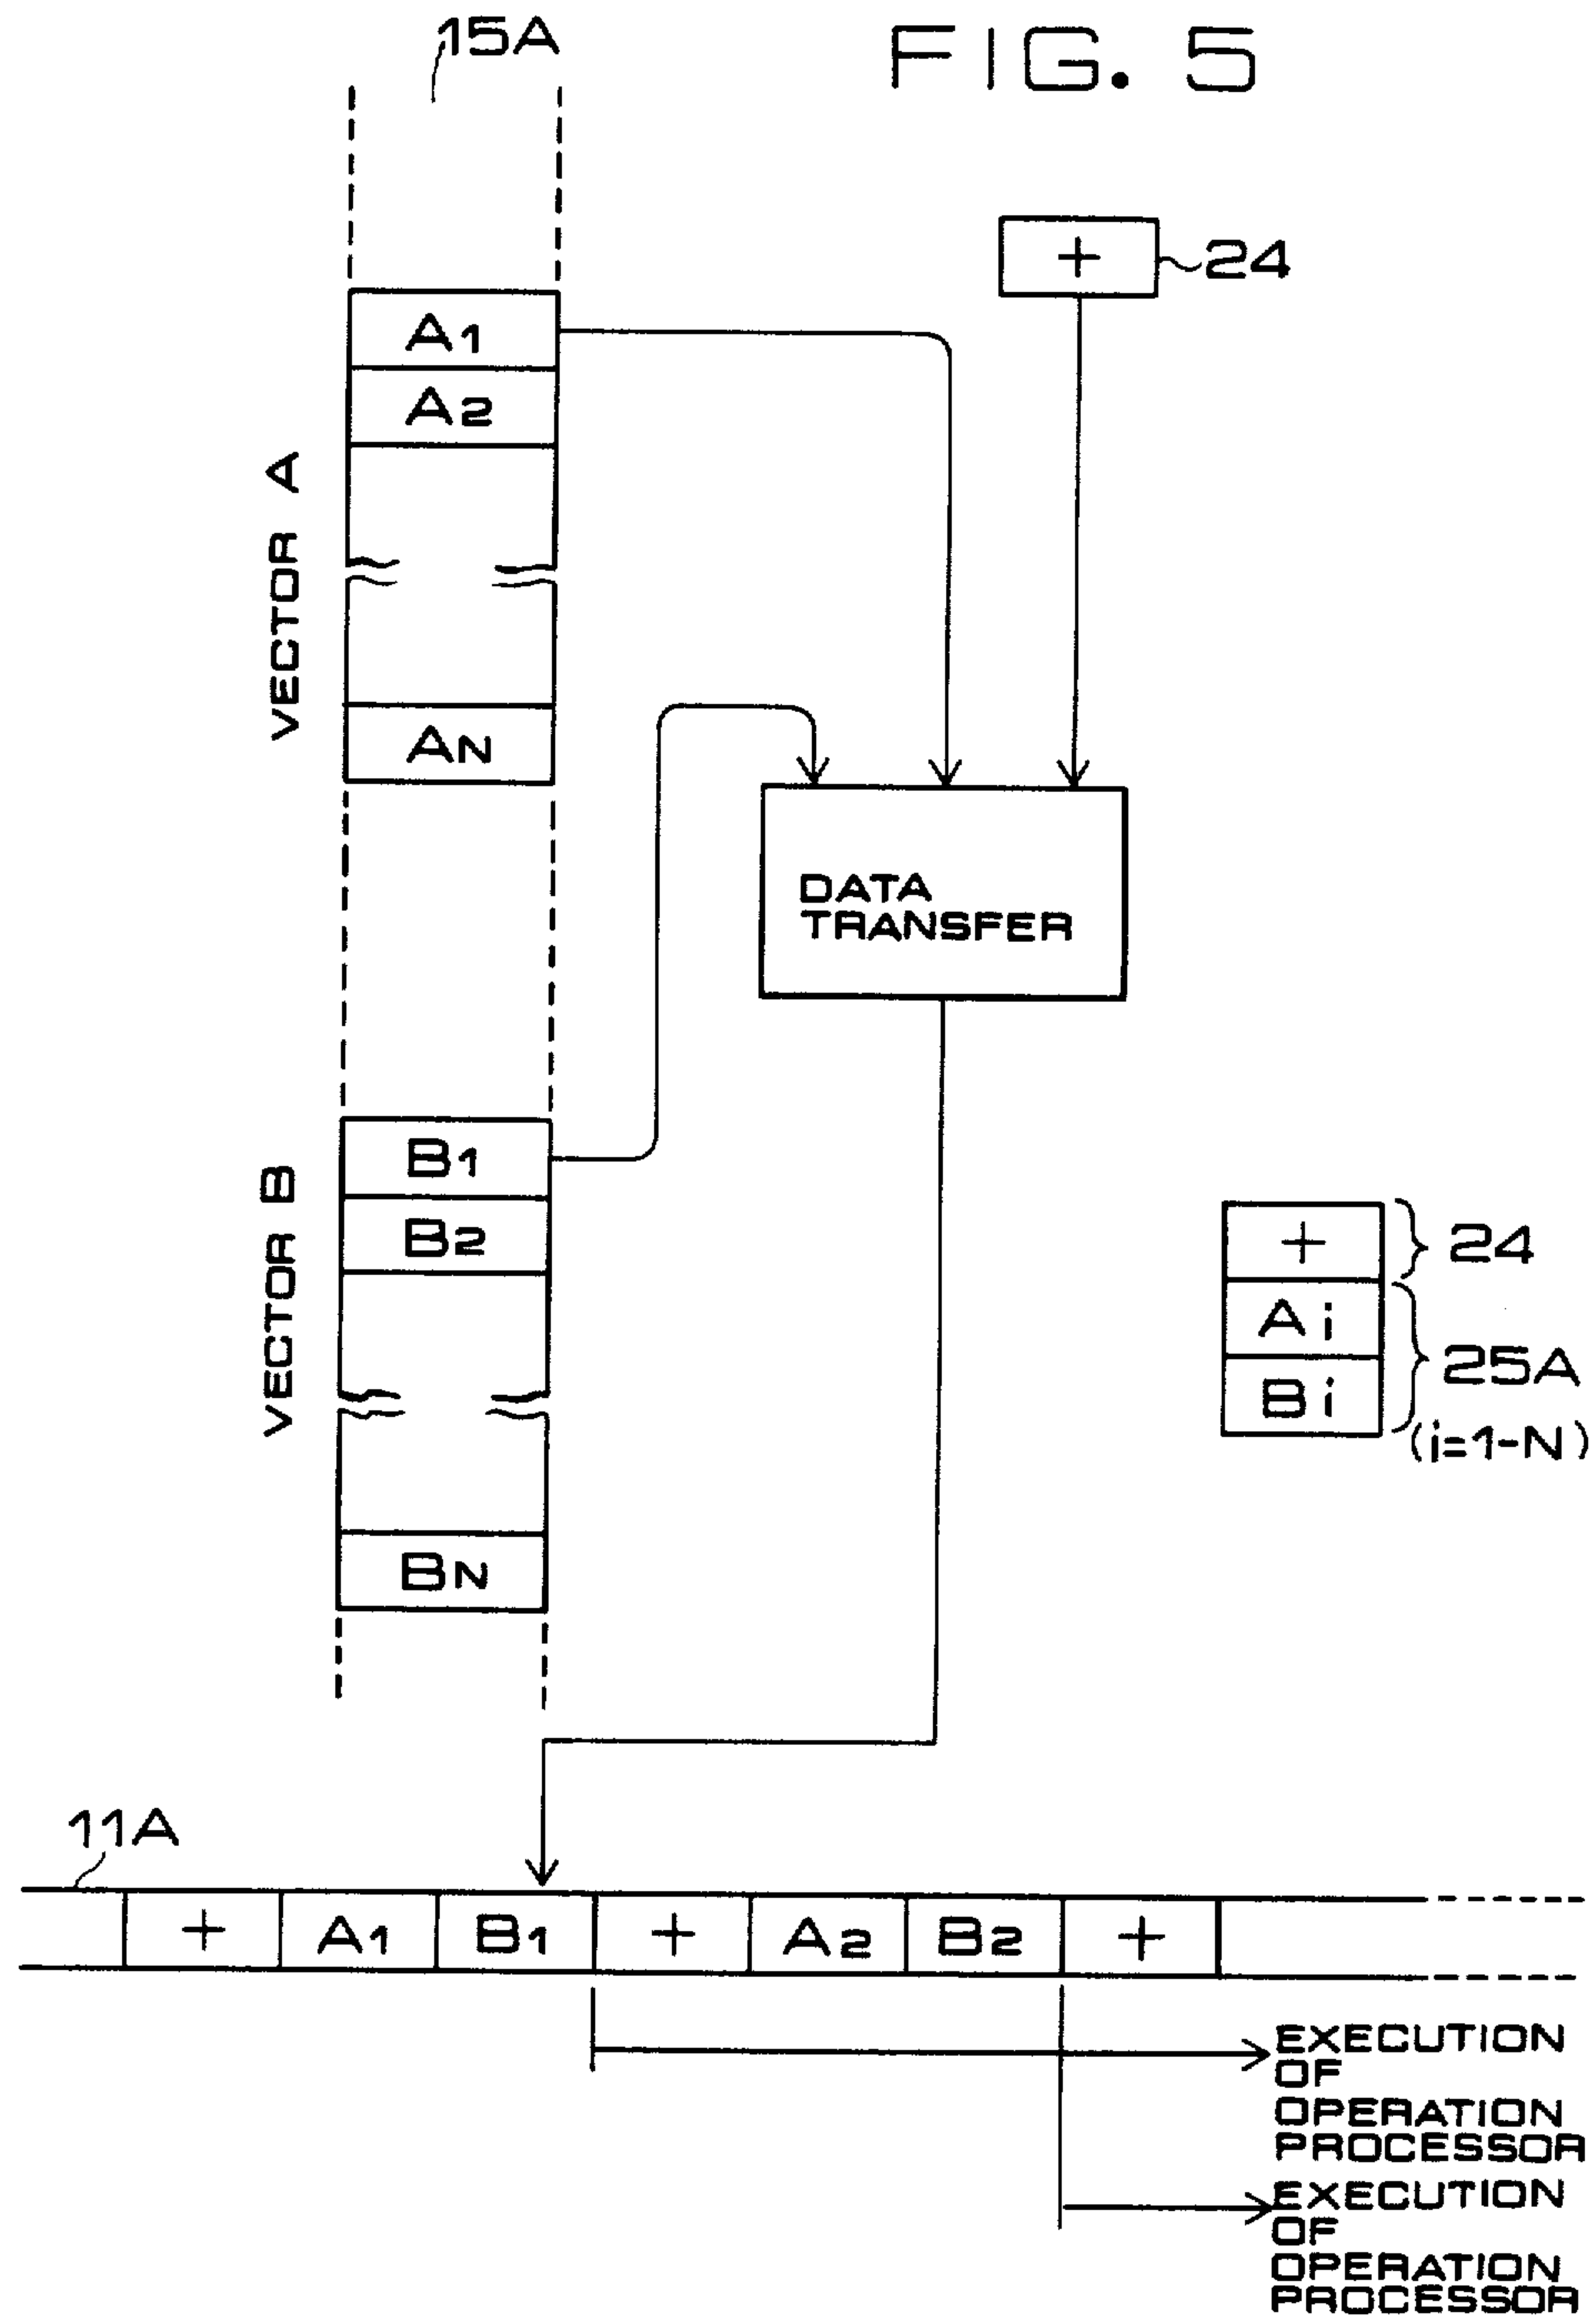 15A
FIG. 5
+
24
A1
A2
VECTOR A
AN
DATA
TRANSFER
B1
B2
VECTOR B
BN
+
24
Ai
Bi
25A
(i=1-N)
11A
+ A1 B1 + A2 B2 +
EXECUTION
OF
OPERATION
PROCESSOR
EXECUTION
OF
OPERATION
PROCESSOR